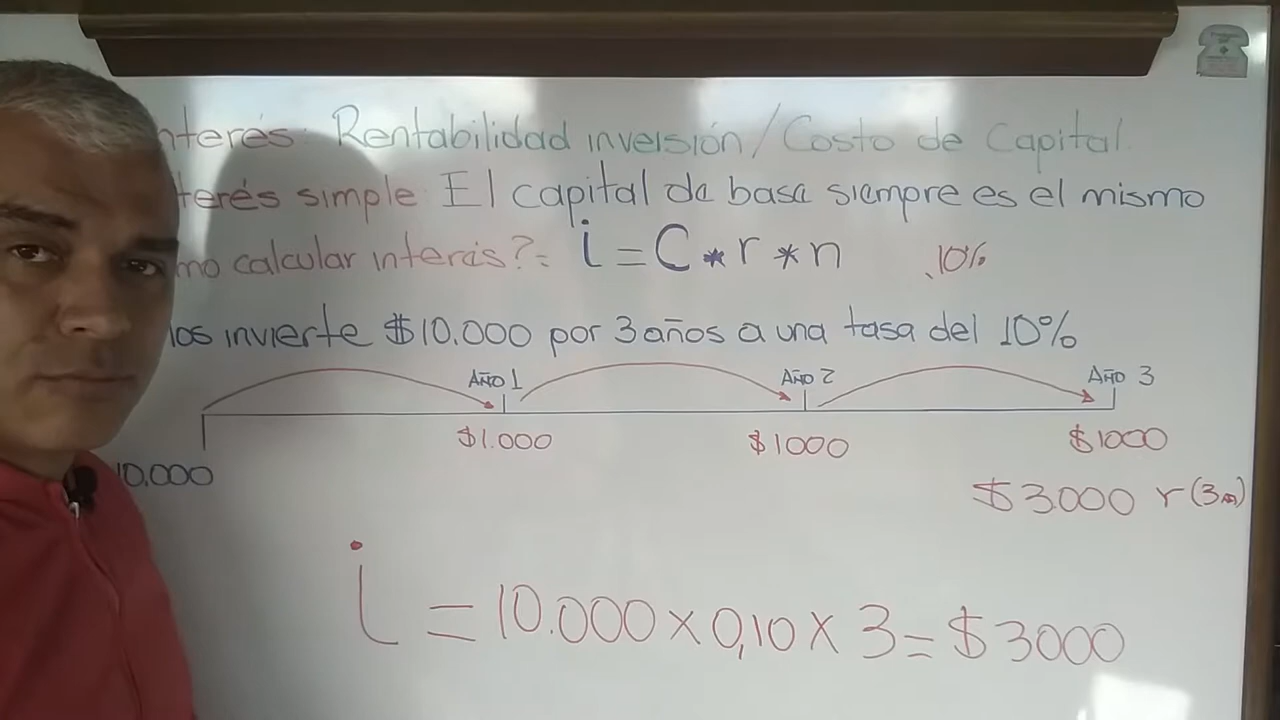 nterés: Rentabilidad inversión/Costo de Capital
terés simple: El capital de base siempre es el mismo
mo calcular interés?= i = C * r * n .10%
los invierte $10.000 por 3 años a una tasa del 10%
AÑO 1 AÑO 2 AÑO 3
$1.000 $1000 $1000
10.000
$3000 r (3
i = 10.000 x 0,10 x 3 = $3000